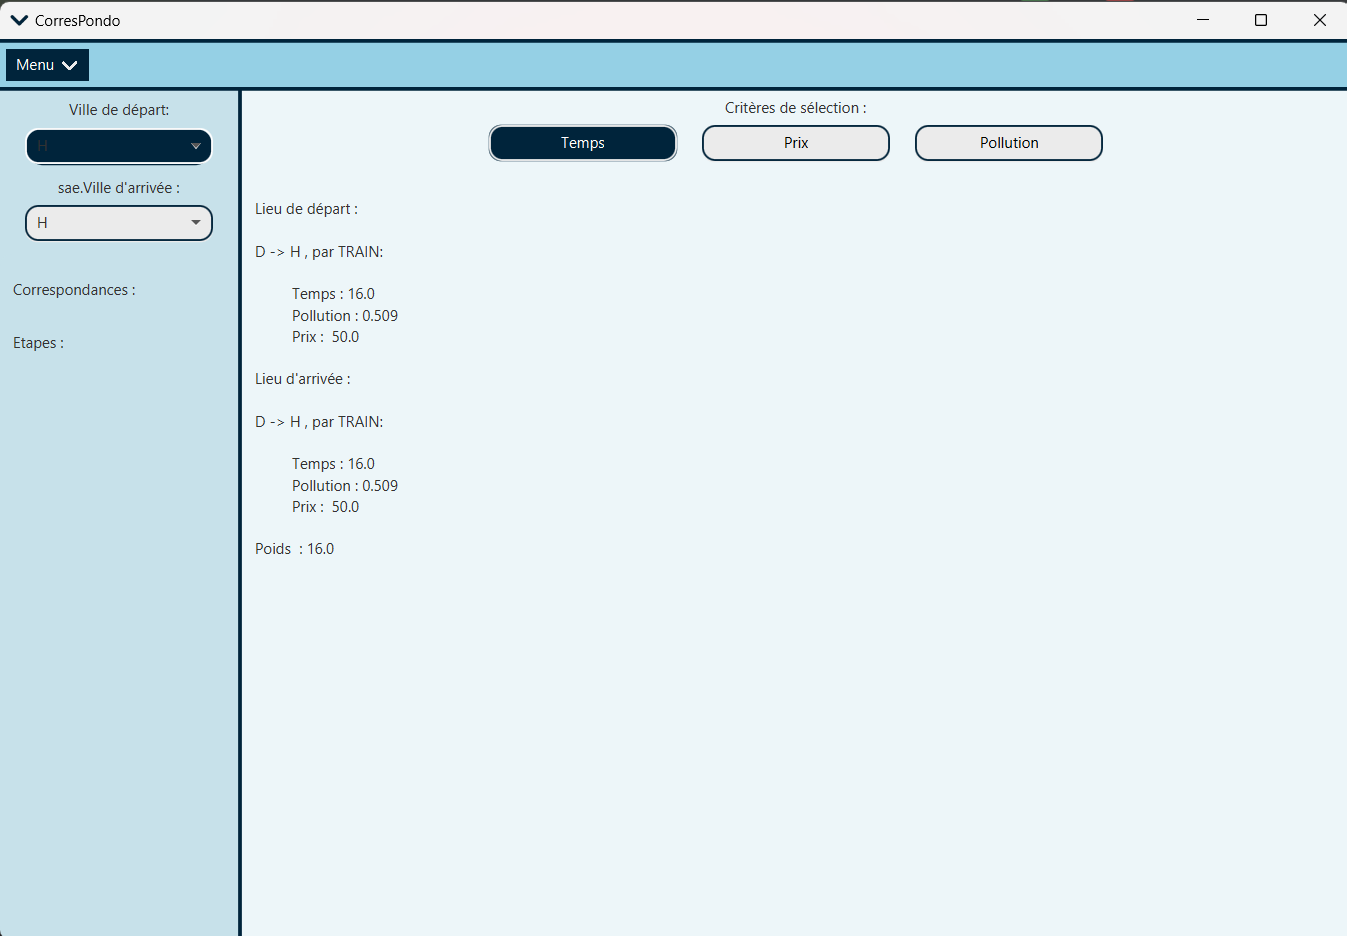 CorresPondo
Menu
Ville de départ:
H
sae.Ville d'arrivée :
H
Correspondances :
Etapes :
Critères de sélection :
Temps
Prix
Pollution
Lieu de départ :
D -> H , par TRAIN:
Temps : 16.0
Pollution : 0.509
Prix :  50.0
Lieu d'arrivée :
D -> H , par TRAIN:
Temps : 16.0
Pollution : 0.509
Prix :  50.0
Poids  : 16.0